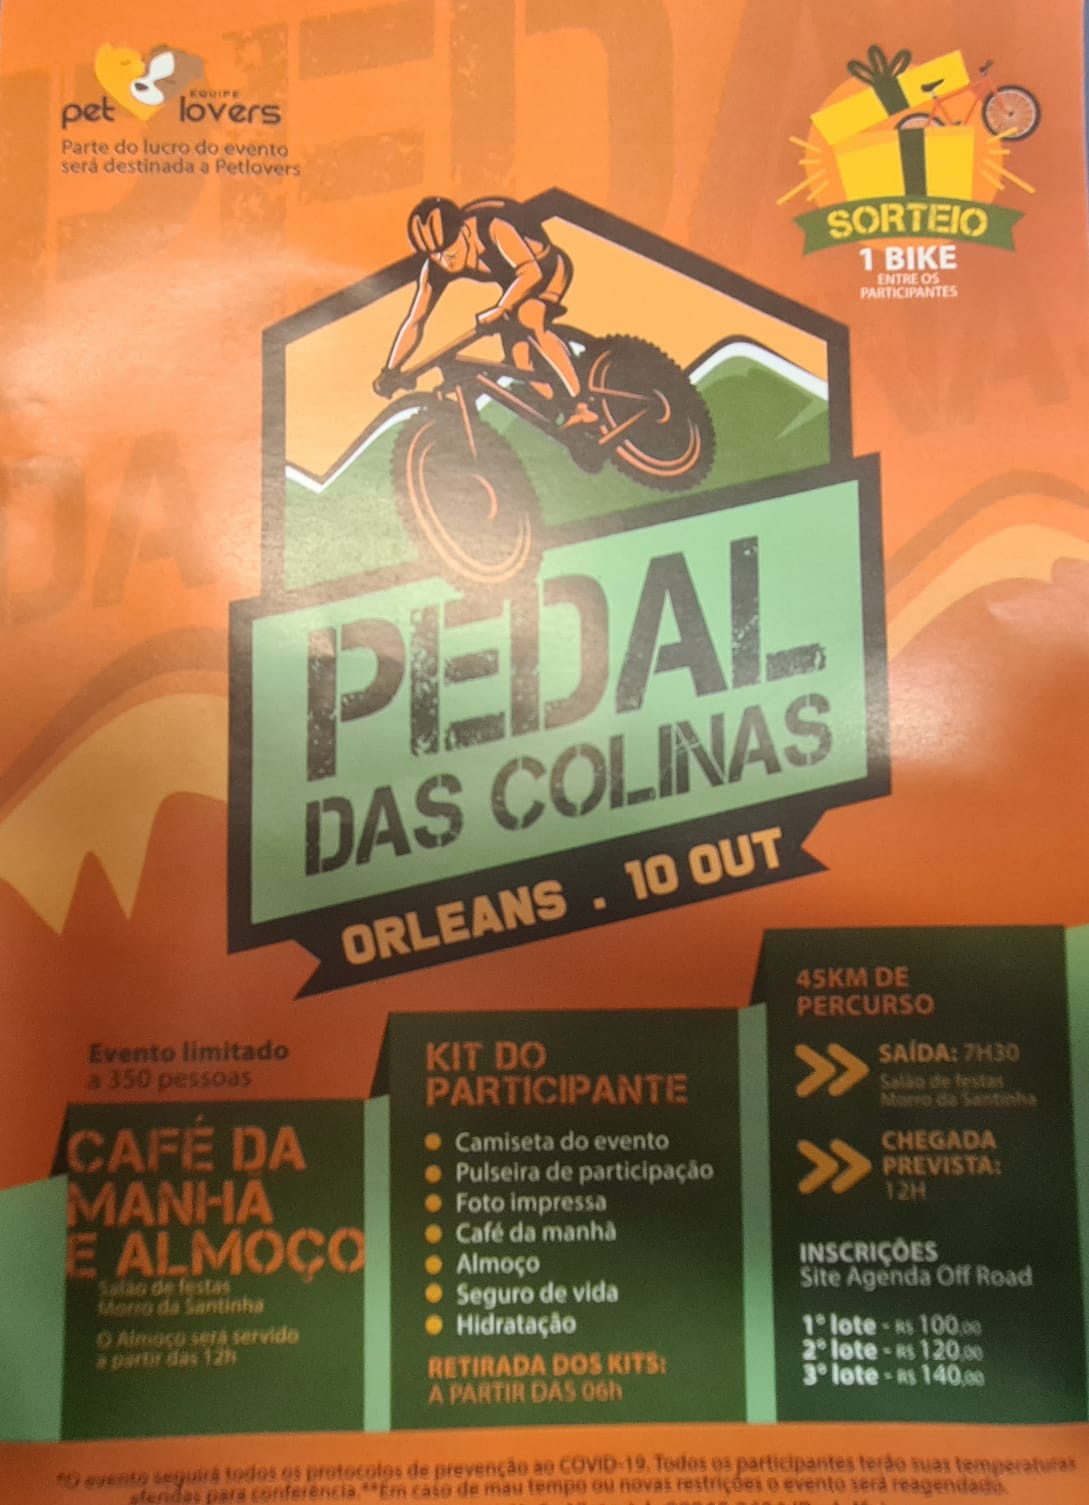 EQUIPE
pet lovers
Parte do lucro do evento
será destinada a Petlovers
SORTEIO
1 BIKE
ENTRE OS
PARTICIPANTES
PEDAL
DAS COLINAS
ORLEANS . 10 OUT
Evento limitado
a 350 pessoas
CAFÉ DA
MANHÃ
E ALMOÇO
Salão de festas
Morro da Santinha
O Almoço será servido
a partir das 12h
KIT DO
PARTICIPANTE
Camiseta do evento
Pulseira de participação
Foto impressa
Café da manhã
Almoço
Seguro de vida
Hidratação
RETIRADA DOS KITS:
A PARTIR DAS 06h
45KM DE
PERCURSO
SAÍDA: 7H30
Salão de festas
Morro da Santinha
CHEGADA
PREVISTA:
12H
INSCRIÇÕES
Site Agenda Off Road
1º lote - R$ 100,00
2º lote - R$ 120,00
3º lote - R$ 140,00
*O evento seguirá todos os protocolos de prevenção ao COVID-19. Todos os participantes terão suas temperaturas
aferidas para conferência.**Em caso de mau tempo ou novas restrições o evento será reagendado.